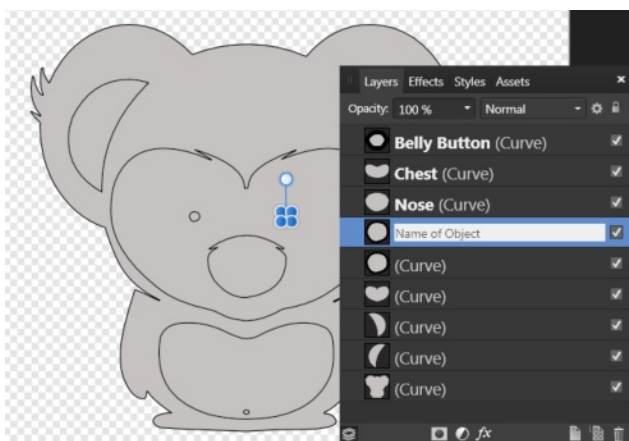 Layers Effects Styles Assets ×
Opacity: 100 % Normal
Belly Button (Curve)
Chest (Curve)
Nose (Curve)
Name of Object
(Curve)
(Curve)
(Curve)
(Curve)
(Curve)
fx